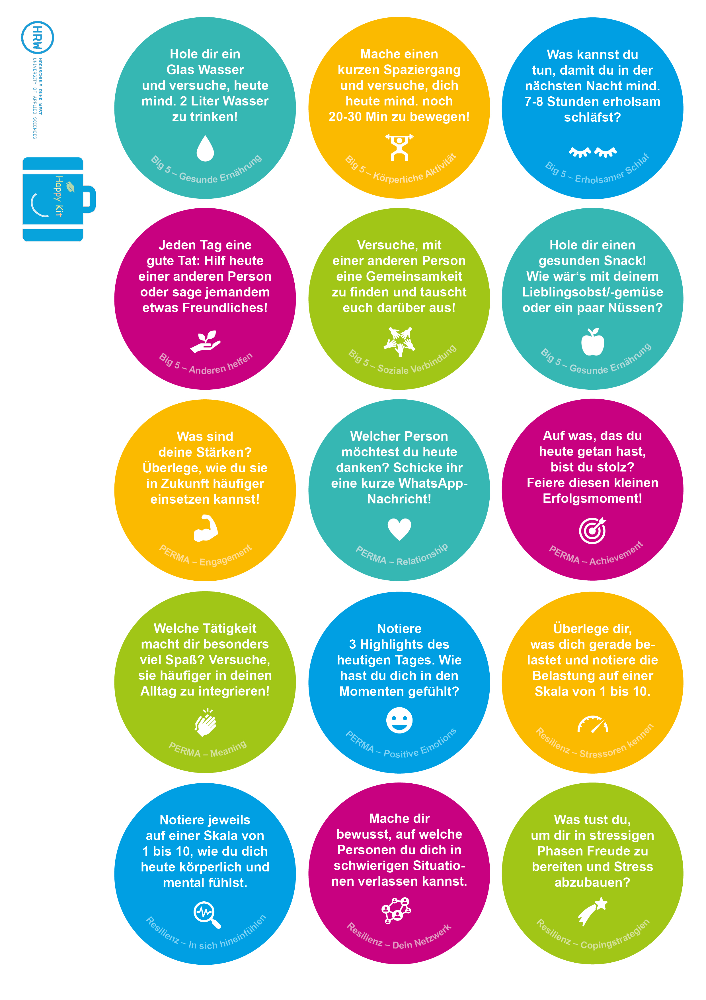 HRW
HOCHSCHULE RUHR WEST
UNIVERSITY OF APPLIED SCIENCES
Happy Kit
Hole dir ein
Glas Wasser
und versuche, heute
mind. 2 Liter Wasser
zu trinken!
Big 5 – Gesunde Ernährung
Mache einen
kurzen Spaziergang
und versuche, dich
heute mind. noch
20-30 Min zu bewegen!
Big 5 – Körperliche Aktivität
Was kannst du
tun, damit du in der
nächsten Nacht mind.
7-8 Stunden erholsam
schläfst?
Big 5 – Erholsamer Schlaf
Jeden Tag eine
gute Tat: Hilf heute
einer anderen Person
oder sage jemandem
etwas Freundliches!
Big 5 – Anderen helfen
Versuche, mit
einer anderen Person
eine Gemeinsamkeit
zu finden und tauscht
euch darüber aus!
Big 5 – Soziale Verbindung
Hole dir einen
gesunden Snack!
Wie wär‘s mit deinem
Lieblingsobst/-gemüse
oder ein paar Nüssen?
Big 5 – Gesunde Ernährung
Was sind
deine Stärken?
Überlege, wie du sie
in Zukunft häufiger
einsetzen kannst!
PERMA – Engagement
Welcher Person
möchtest du heute
danken? Schicke ihr
eine kurze WhatsApp-
Nachricht!
PERMA – Relationship
Auf was, das du
heute getan hast,
bist du stolz?
Feiere diesen kleinen
Erfolgsmoment!
PERMA – Achievement
Welche Tätigkeit
macht dir besonders
viel Spaß? Versuche,
sie häufiger in deinen
Alltag zu integrieren!
PERMA – Meaning
Notiere
3 Highlights des
heutigen Tages. Wie
hast du dich in den
Momenten gefühlt?
PERMA – Positive Emotions
Überlege dir,
was dich gerade be-
lastet und notiere die
Belastung auf einer
Skala von 1 bis 10.
Resilienz – Stressoren kennen
Notiere jeweils
auf einer Skala von
1 bis 10, wie du dich
heute körperlich und
mental fühlst.
Resilienz – In sich hineinfühlen
Mache dir
bewusst, auf welche
Personen du dich in
schwierigen Situatio-
nen verlassen kannst.
Resilienz – Dein Netzwerk
Was tust du,
um dir in stressigen
Phasen Freude zu
bereiten und Stress
abzubauen?
Resilienz – Copingstrategien